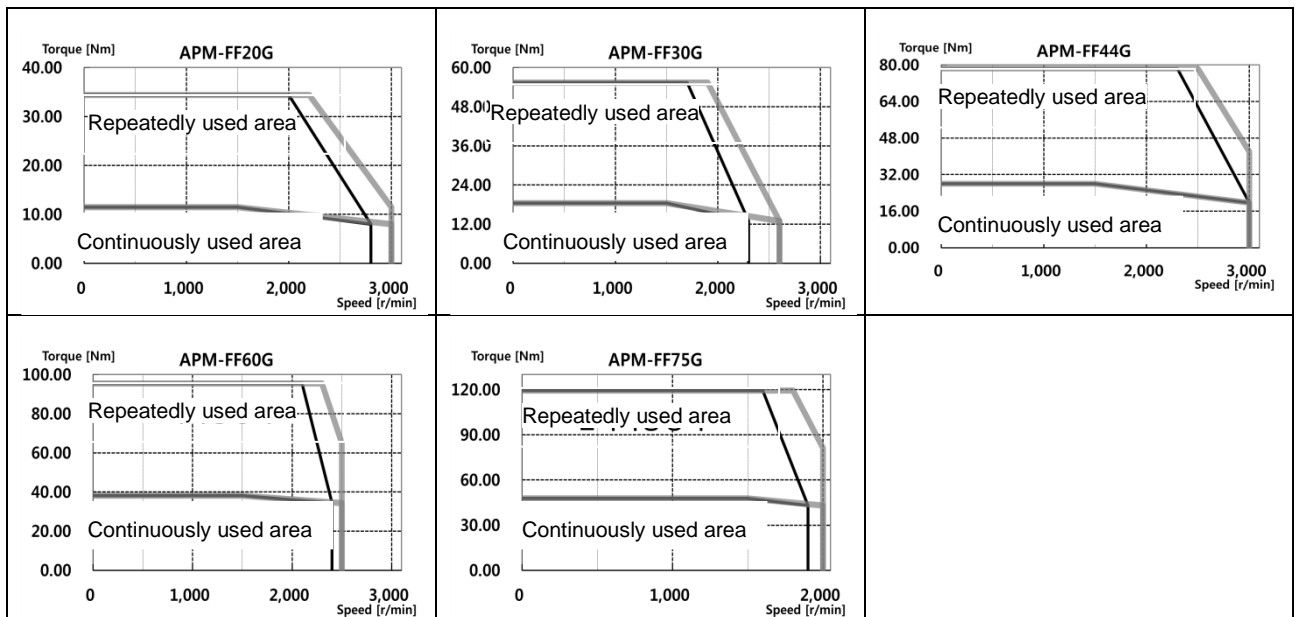 Torque [Nm]
APM-FF20G
40.00
30.00
Repeatedly used area
20.00
10.00
Continuously used area
0.00
0 1,000 2,000 3,000
Speed [r/min]
Torque [Nm]
APM-FF30G
60.00
48.00
Repeatedly used area
36.00
24.00
12.00
Continuously used area
0.00
0 1,000 2,000 3,000
Speed [r/min]
Torque [Nm]
APM-FF44G
80.00
Repeatedly used area
64.00
48.00
32.00
16.00
Continuously used area
0.00
0 1,000 2,000 3,000
Speed [r/min]
Torque [Nm]
APM-FF60G
100.00
80.00
Repeatedly used area
60.00
40.00
20.00
Continuously used area
0.00
0 1,000 2,000 3,000
Speed [r/min]
Torque [Nm]
APM-FF75G
120.00
Repeatedly used area
90.00
60.00
30.00
Continuously used area
0.00
0 1,000 2,000
Speed [r/min]